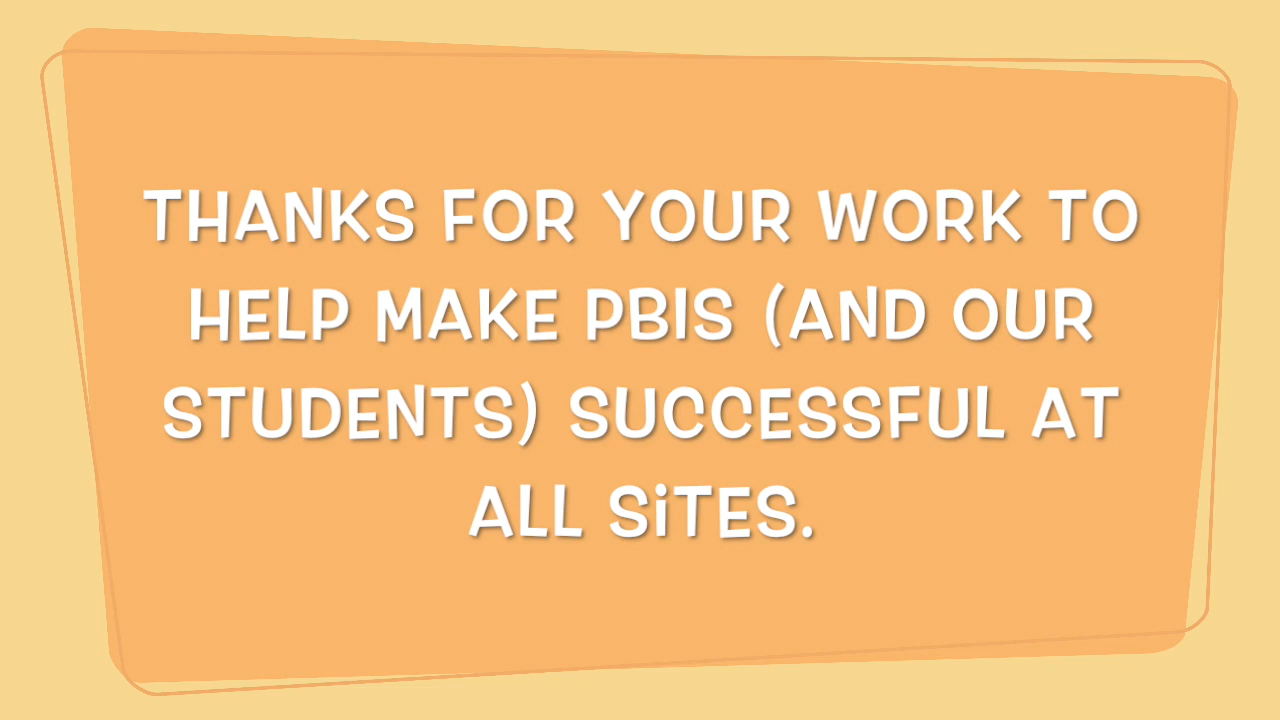 THANKS FOR YOUR WORK TO
HELP MAKE PBIS (AND OUR
STUDENTS) SUCCESSFUL AT
ALL SiTES.